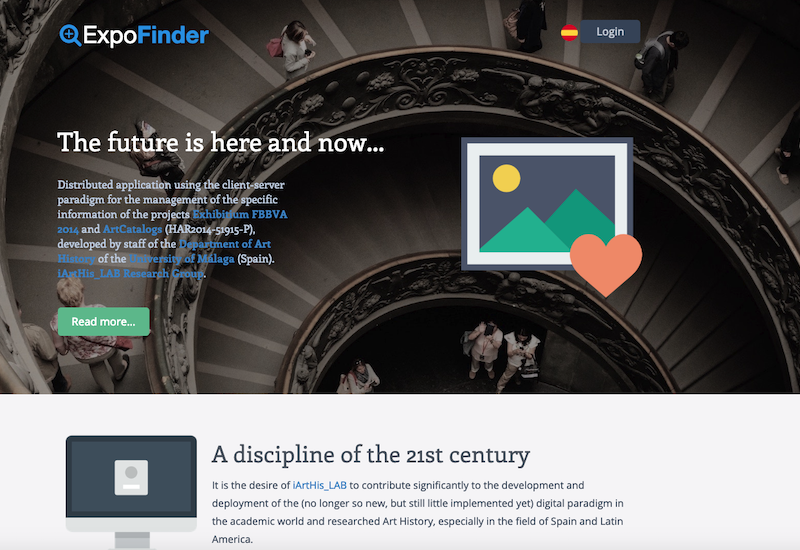 ExpoFinder
Login
The future is here and now...
Distributed application using the client-server
paradigm for the management of the specific
information of the projects Exhibitium FBBVA
2014 and ArtCatalogs (HAR2014-51915-P),
developed by staff of the Department of Art
History of the University of Malaga (Spain).
iArtHis_LAB Research Group.
Read more...
A discipline of the 21st century
It is the desire of iArtHis_LAB to contribute significantly to the development and
deployment of the (no longer so new, but still little implemented yet) digital paradigm in
the academic world and researched Art History, especially in the field of Spain and Latin
America.